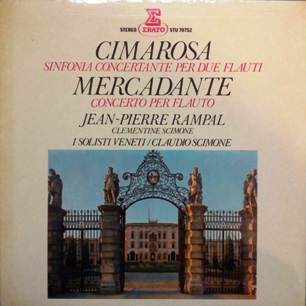 STEREO ERATO STU 70752
CIMAROSA
SINFONIA CONCERTANTE PER DUE FLAUTI
MERCADANTE
CONCERTO PER FLAUTO
JEAN-PIERRE RAMPAL
CLEMENTINE SCIMONE
I SOLISTI VENETI/CLAUDIO SCIMONE